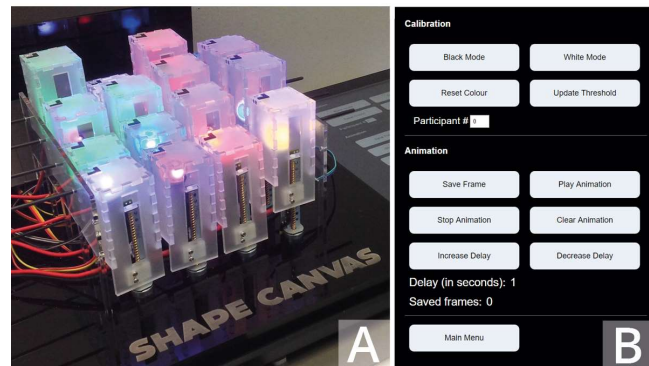 SHAPE CANVAS
A
Calibration
Black Mode White Mode
Reset Colour Update Threshold
Participant # 0
Animation
Save Frame Play Animation
Stop Animation Clear Animation
Increase Delay Decrease Delay
Delay (in seconds): 1
Saved frames: 0
Main Menu
B